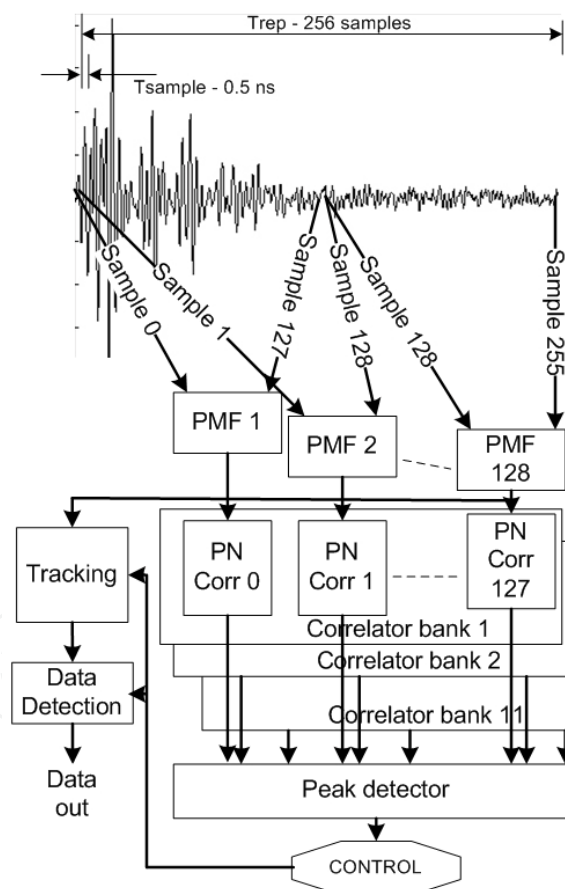 Trep - 256 samples
Tsample - 0.5 ns
Sample 0
Sample 1
Sample 127
Sample 128
Sample 128
Sample 255
PMF 1
PMF 2
PMF
128
Tracking
PN
Corr 0
PN
Corr 1
PN
Corr
127
Correlator bank 1
Correlator bank 2
Correlator bank 11
Data
Detection
Data
out
Peak detector
CONTROL